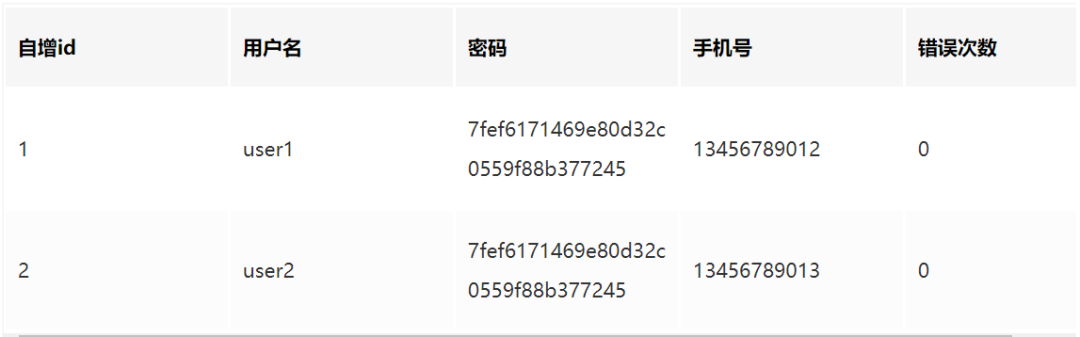 自增id 用户名 密码 手机号 错误次数
7fef6171469e80d32c
1 user1 13456789012 0
0559f88b377245
7fef6171469e80d32c
2 user2 13456789013 0
0559f88b377245